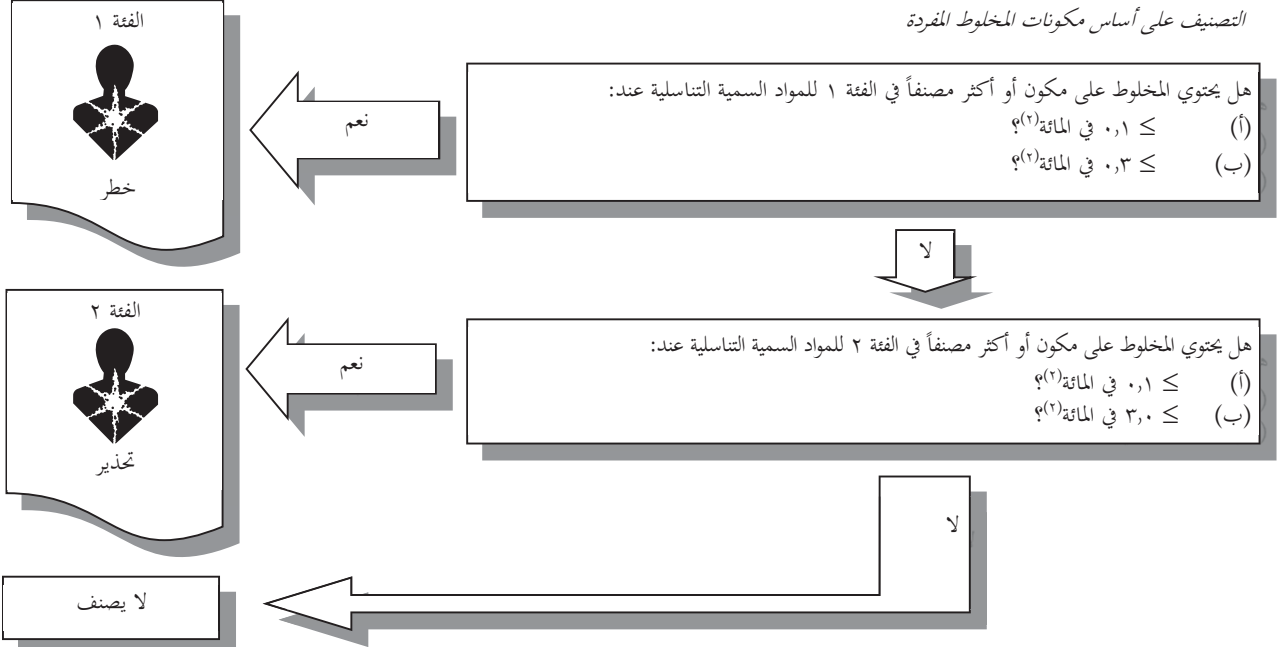 التصنيف على أساس مكونات المخلوط المفردة
الفئة ١
هل يحتوي المخلوط على مكون أو أكثر مصنفاً في الفئة ١ للمواد السمية التناسلية عند:
(أ) ≥ ٠,١ في المائة(٢)؟
(ب) ≥ ٠,٣ في المائة(٢)؟
نعم
خطر
لا
الفئة ٢
هل يحتوي المخلوط على مكون أو أكثر مصنفاً في الفئة ٢ للمواد السمية التناسلية عند:
(أ) ≥ ٠,١ في المائة(٢)؟
(ب) ≥ ٣,٠ في المائة(٢)؟
نعم
تحذير
لا
لا يصنف